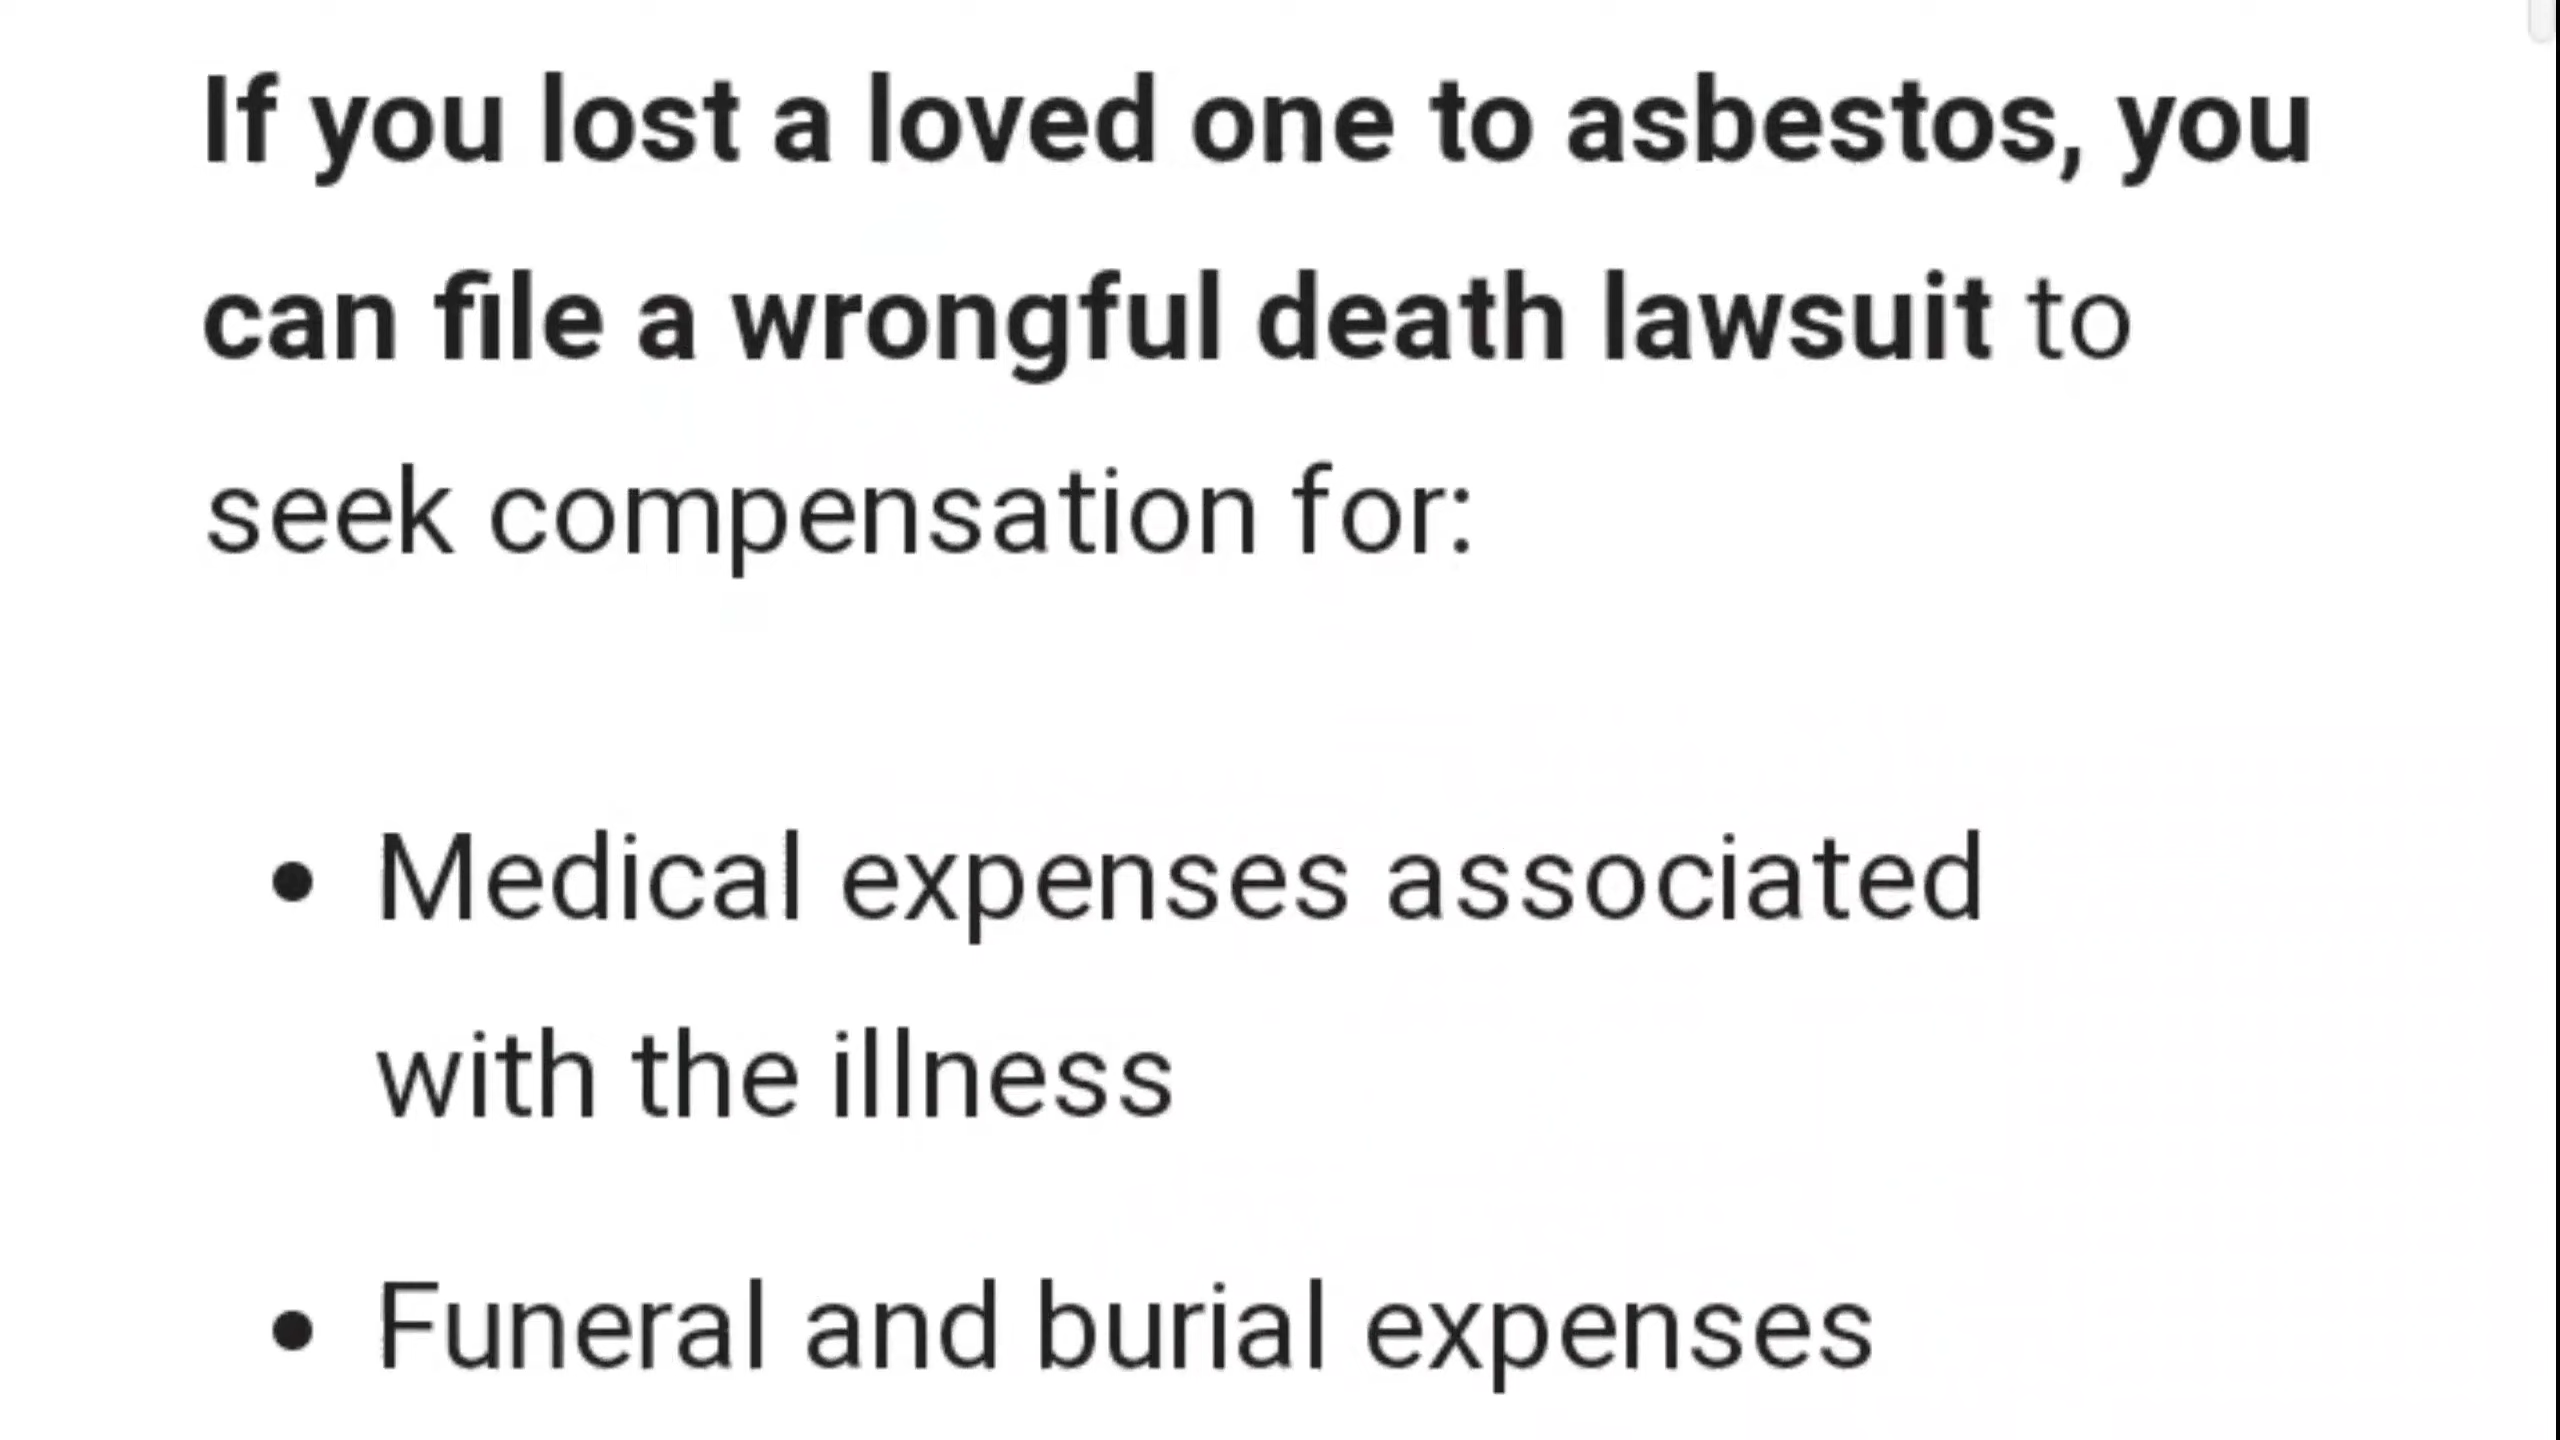 If you lost a loved one to asbestos, you
can file a wrongful death lawsuit to
seek compensation for:
• Medical expenses associated
with the illness
• Funeral and burial expenses